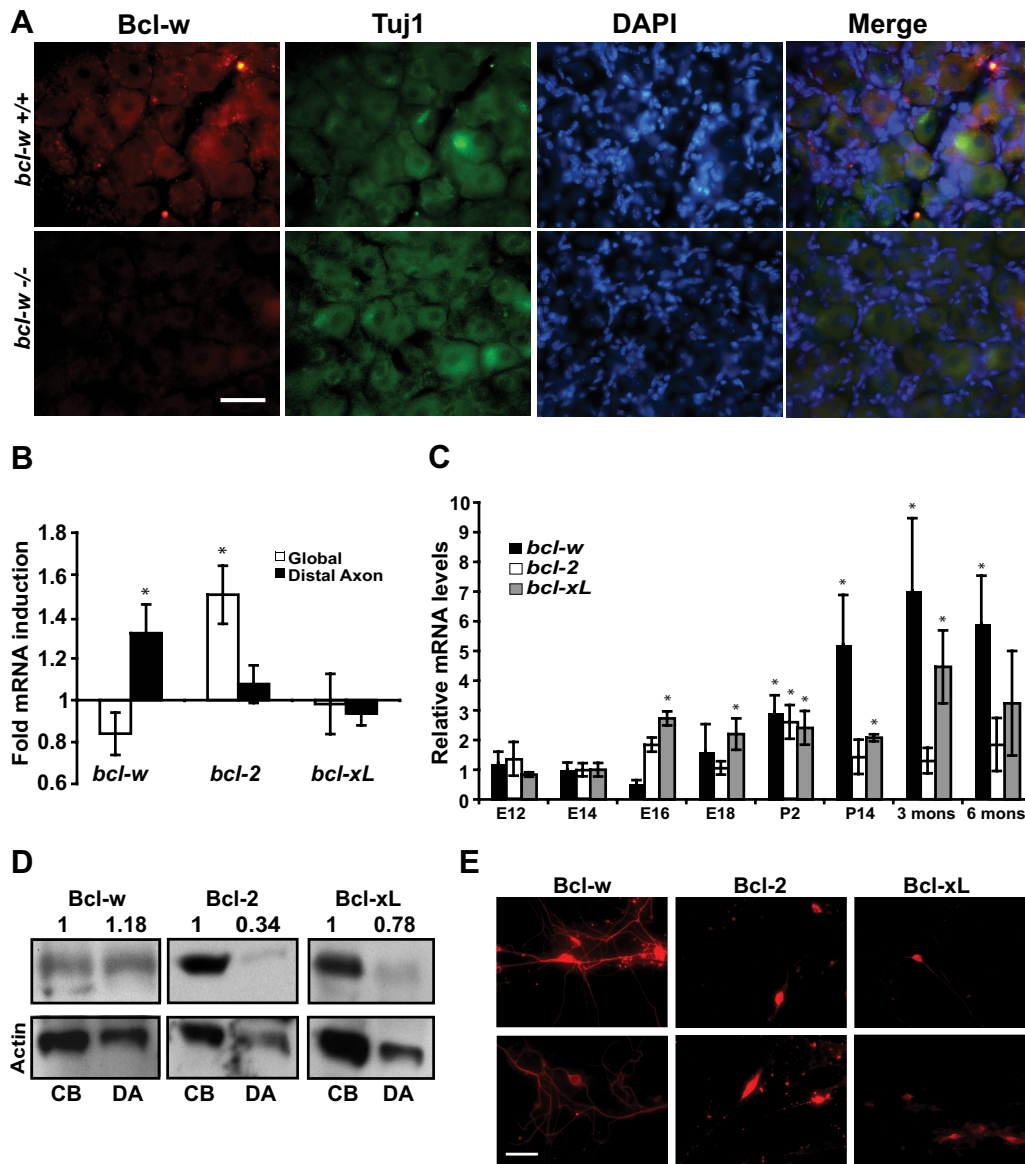 A
Bcl-w Tuj1 DAPI Merge
bcl-w +/+
bcl-w -/-
B
Fold mRNA induction
1.8
1.6
1.4
1.2
1
0.8
0.6
* *
Global
Distal Axon
bcl-w bcl-2 bcl-xL
C
Relative mRNA levels
10
9
8
7
6
5
4
3
2
1
0
bcl-w
bcl-2
bcl-xL
* * * * * * * * * *
E12 E14 E16 E18 P2 P14 3 mons 6 mons
D
Bcl-w Bcl-2 Bcl-xL
1 1.18 1 0.34 1 0.78
Actin
CB DA CB DA CB DA
E
Bcl-w Bcl-2 Bcl-xL